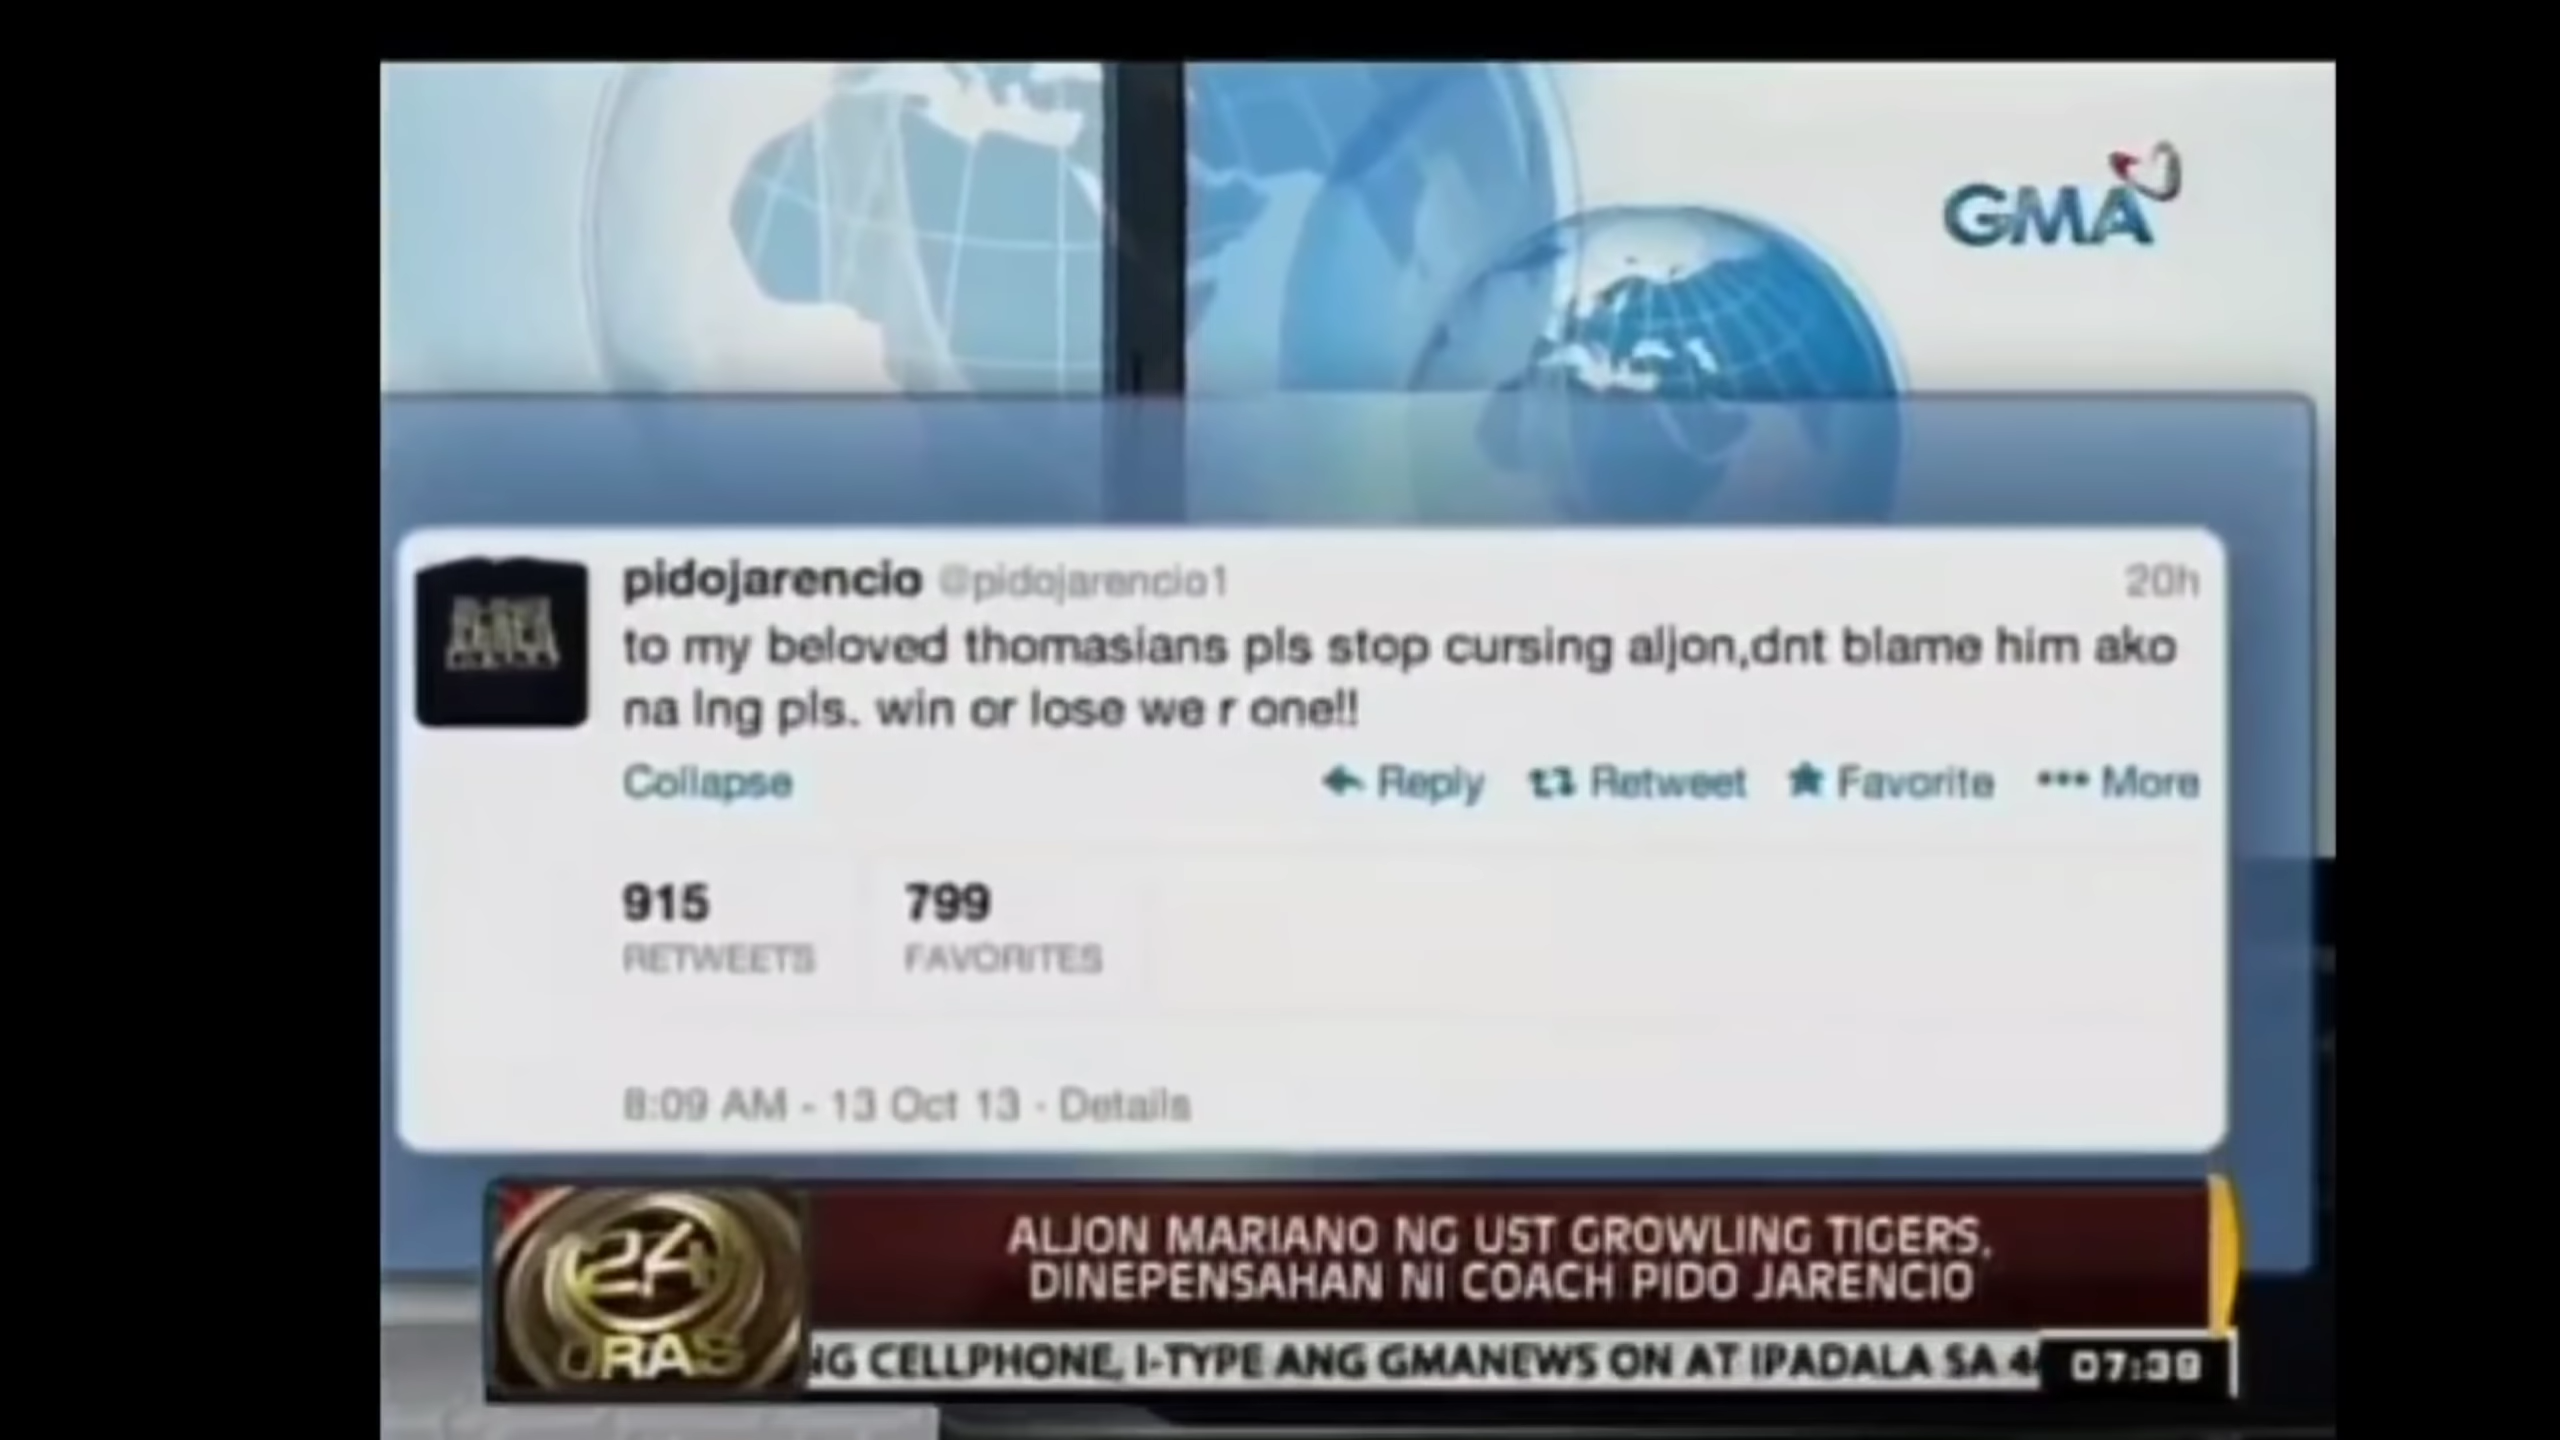 GMA
pidojarencio @pidojarencio1 20h
to my beloved thomasians pls stop cursing aljon,dnt blame him ako
na lng pls. win or lose we r one!!
Collapse Reply Retweet Favorite More
915 799
RETWEETS FAVORITES
8:09 AM - 13 Oct 13 · Details
24
ORAS
ALJON MARIANO NG UST GROWLING TIGERS,
DINEPENSAHAN NI COACH PIDO JARENCIO
NG CELLPHONE, I-TYPE ANG GMANEWS ON AT IPADALA SA 4